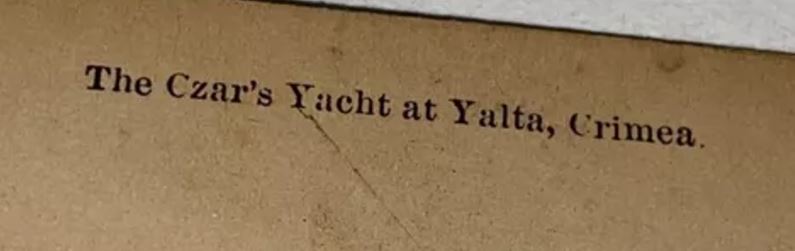 The Czar's Yacht at Yalta, Crimea.